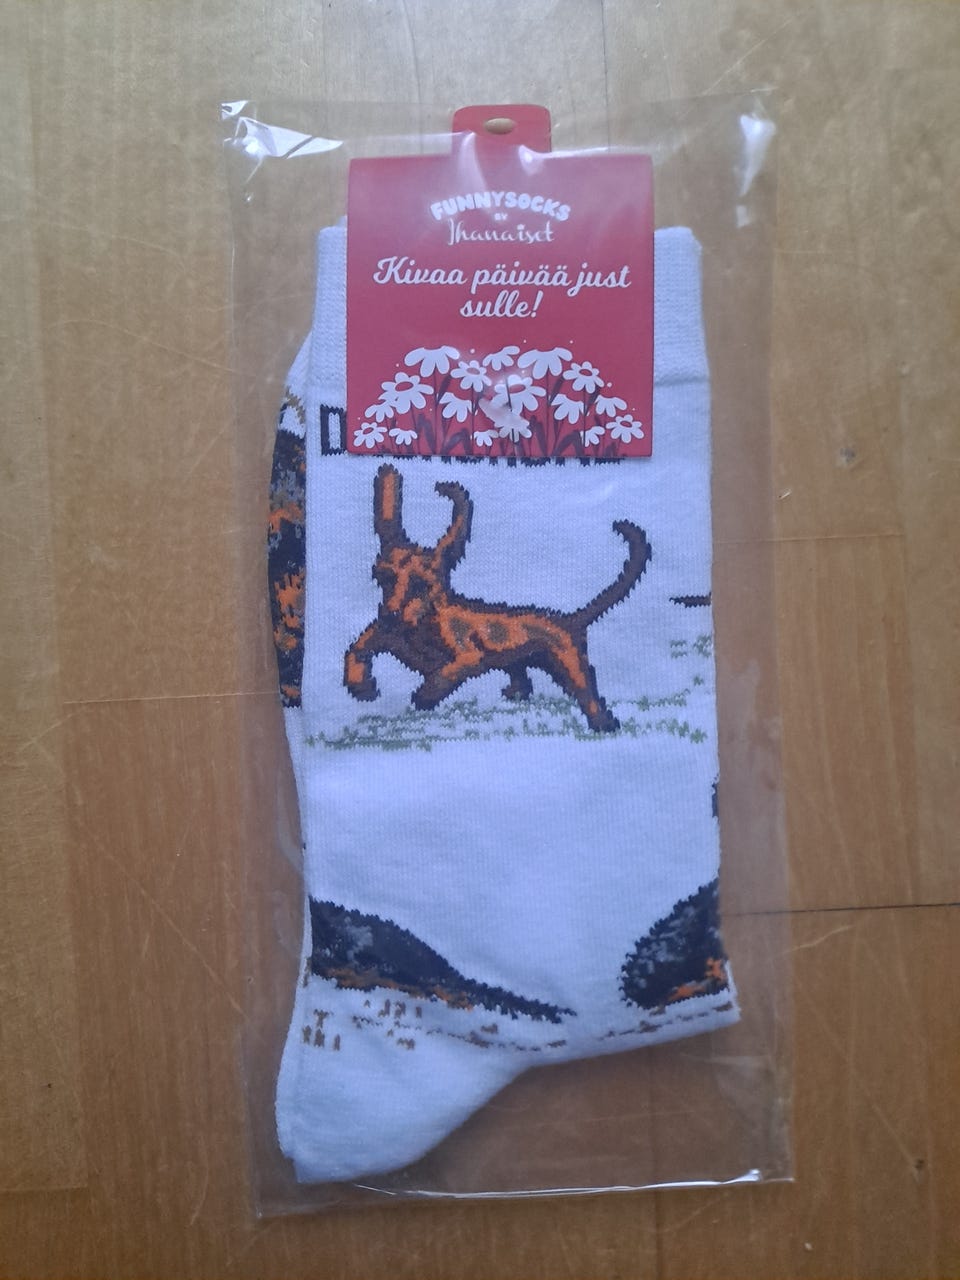 FUNNYSOCKS
BY
Ihanaiset
Kivaa päivää just
sulle!
D